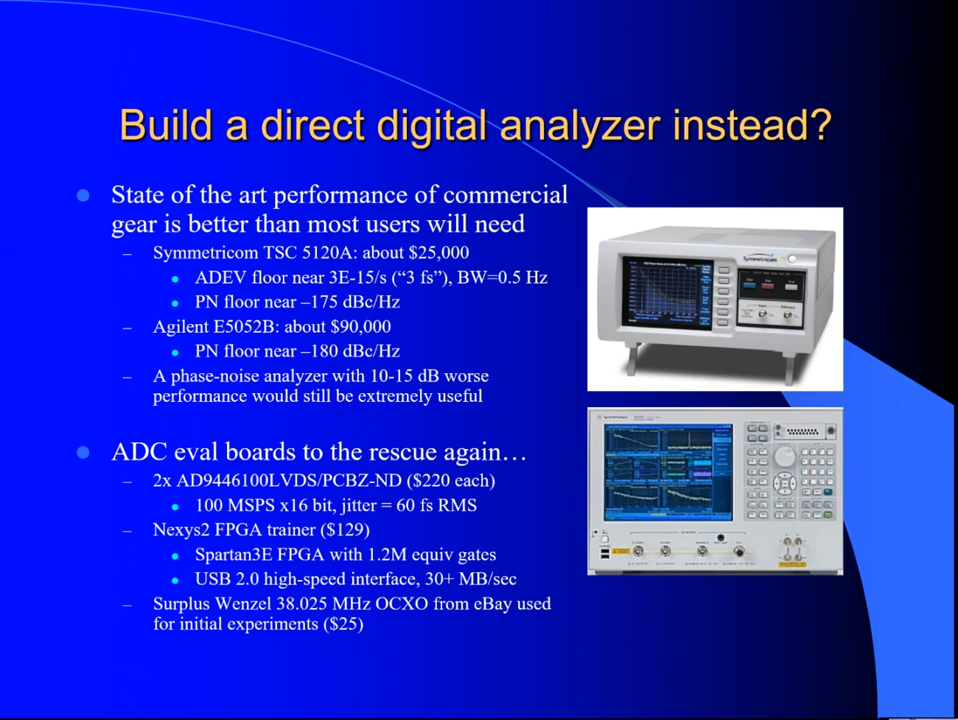 Build a direct digital analyzer instead?
State of the art performance of commercial
gear is better than most users will need
– Symmetricom TSC 5120A: about $25,000
ADEV floor near 3E-15/s (“3 fs”), BW=0.5 Hz
PN floor near –175 dBc/Hz
– Agilent E5052B: about $90,000
PN floor near –180 dBc/Hz
– A phase-noise analyzer with 10-15 dB worse
performance would still be extremely useful
ADC eval boards to the rescue again…
– 2x AD9446100LVDS/PCBZ-ND ($220 each)
100 MSPS x16 bit, jitter = 60 fs RMS
– Nexys2 FPGA trainer ($129)
Spartan3E FPGA with 1.2M equiv gates
USB 2.0 high-speed interface, 30+ MB/sec
– Surplus Wenzel 38.025 MHz OCXO from eBay used
for initial experiments ($25)
Symmetricom